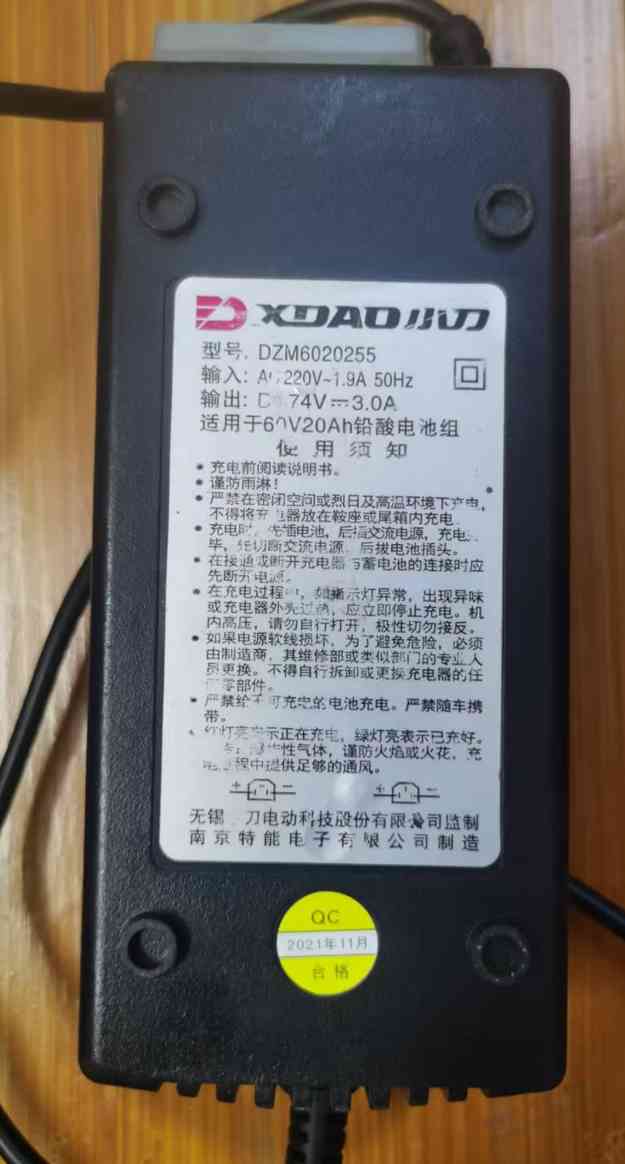 XDAO小刀
型号. DZM6020255
输入: A 220V~1.9A 50Hz
输出: D 74V⎓3.0A
适用于60V20Ah铅酸电池组
使用须知
• 充电前阅读说明书。
• 谨防雨淋!
• 严禁在密闭空间或烈日及高温环境下充电,
不得将充电器放在鞍座或尾箱内充电
• 充电时, 先插电池, 后插交流电源, 充电
毕, 先切断交流电源, 后拔电池插头。
• 在接通或断开充电器与蓄电池的连接时应
先断开电源。
• 在充电过程中, 如指示灯异常, 出现异味
或充电器外壳过热, 应立即停止充电。机
内高压, 请勿自行打开, 极性切勿接反。
• 如果电源软线损坏, 为了避免危险, 必须
由制造商, 其维修部或类似部门的专业人
员更换。不得自行拆卸或更换充电器的任
何零部件。
• 严禁给不可充电的电池充电。严禁随车携
带。
红灯亮表示正在充电, 绿灯亮表示已充好。
性气体, 谨防火焰或火花, 充
电过程中提供足够的通风。
+ − + −
无锡 刀电动科技股份有限公司监制
南京特能电子有限公司制造
QC
2021年11月
合格